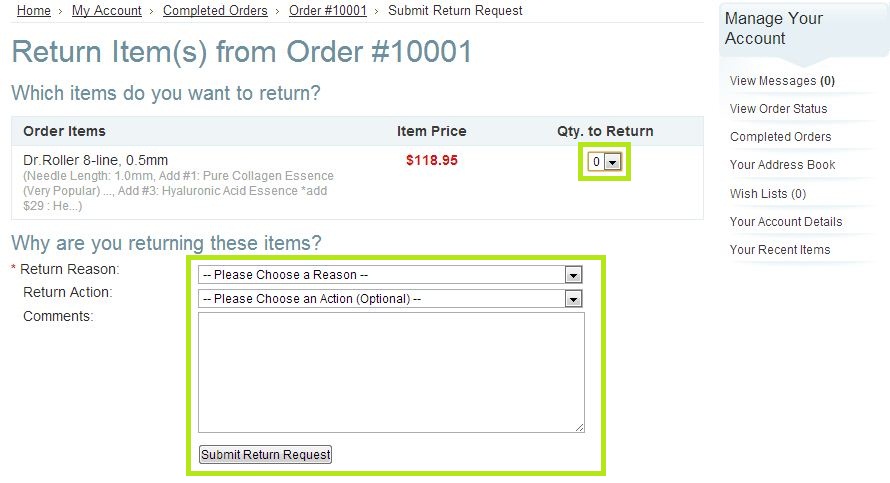 Home › My Account › Completed Orders › Order #10001 › Submit Return Request
Return Item(s) from Order #10001
Which items do you want to return?
Order Items Item Price Qty. to Return
Dr.Roller 8-line, 0.5mm $118.95 0
(Needle Length: 1.0mm, Add #1: Pure Collagen Essence
(Very Popular) ..., Add #3: Hyaluronic Acid Essence *add
$29 : He...)
Why are you returning these items?
* Return Reason: -- Please Choose a Reason --
Return Action: -- Please Choose an Action (Optional) --
Comments:
Submit Return Request
Manage Your
Account
View Messages (0)
View Order Status
Completed Orders
Your Address Book
Wish Lists (0)
Your Account Details
Your Recent Items